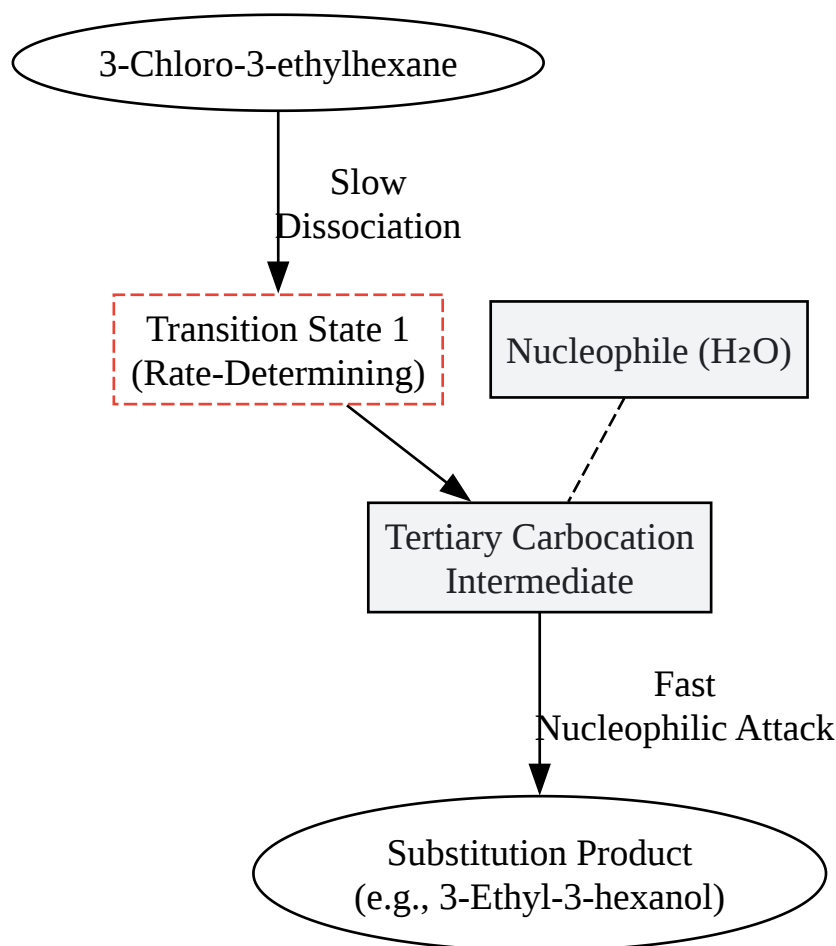 3-Chloro-3-ethylhexane
Slow
Dissociation
Transition State 1
(Rate-Determining)
Nucleophile (H₂O)
Tertiary Carbocation
Intermediate
Fast
Nucleophilic Attack
Substitution Product
(e.g., 3-Ethyl-3-hexanol)